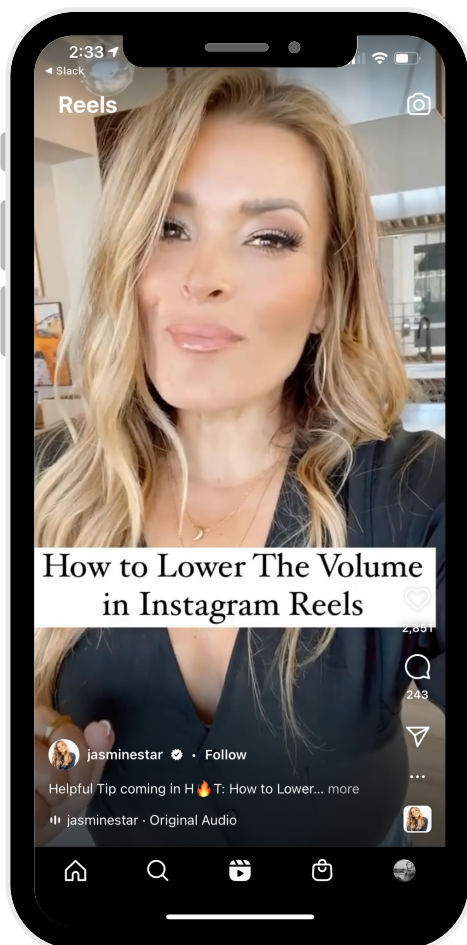 2:33
◀ Slack
Reels
How to Lower The Volume
in Instagram Reels
2,851
243
jasminestar · Follow
Helpful Tip coming in H🔥T: How to Lower... more
jasminestar · Original Audio